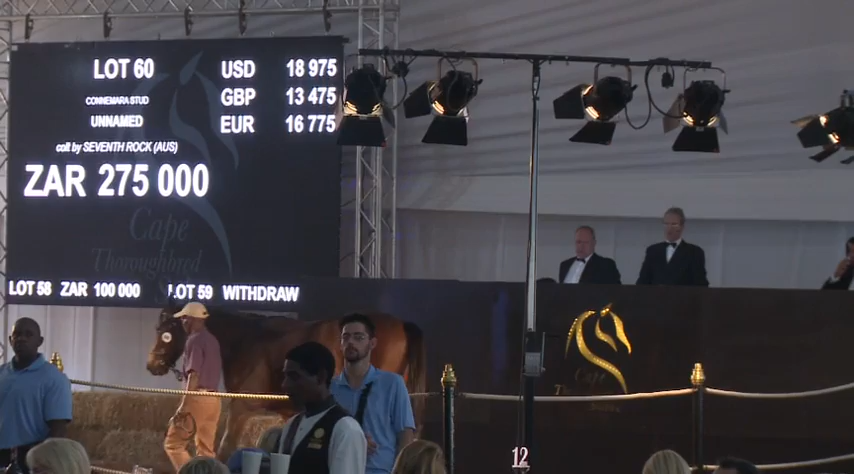 LOT 60
CONNEMARA STUD
UNNAMED
colt by SEVENTH ROCK (AUS)
ZAR 275 000
USD 18 975
GBP 13 475
EUR 16 775
Cape
Thoroughbred
LOT 58 ZAR 100 000 LOT 59 WITHDRAW
Cape
12